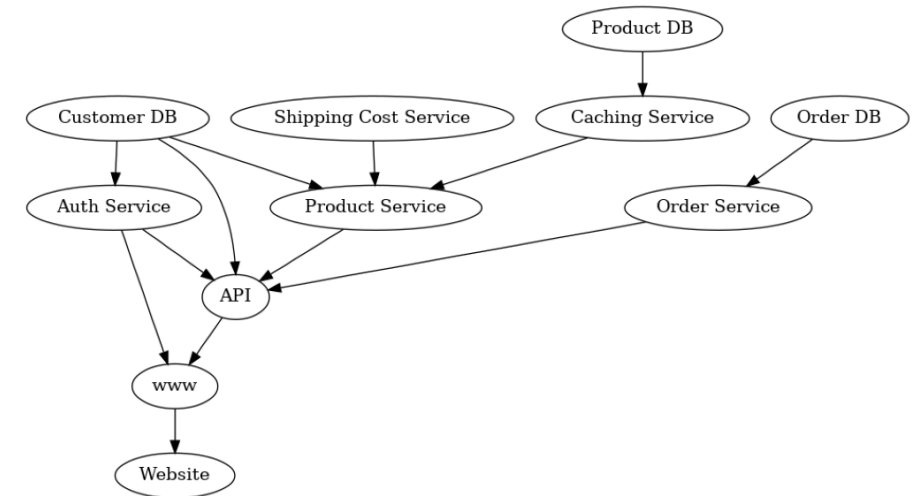 Product DB
Customer DB
Shipping Cost Service
Caching Service
Order DB
Auth Service
Product Service
Order Service
API
www
Website